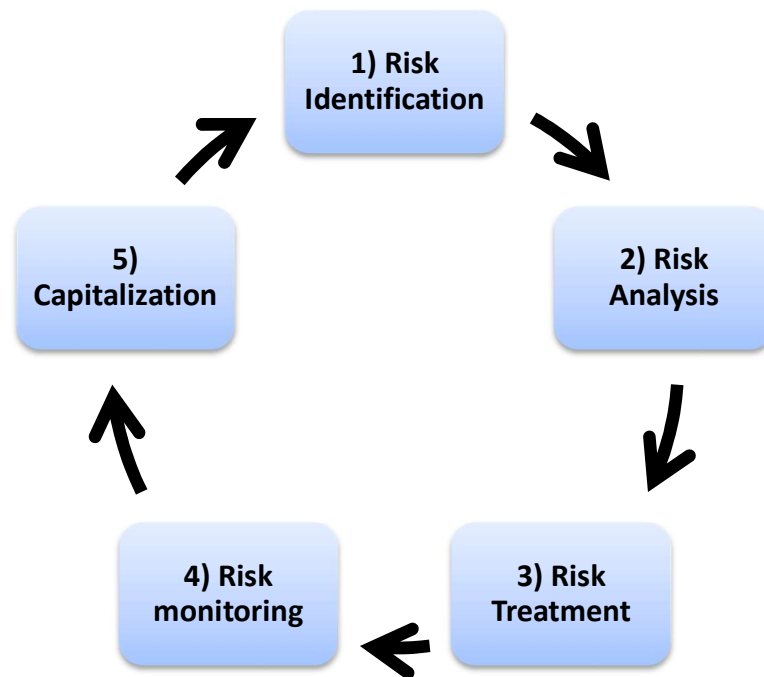 1) Risk
Identification
2) Risk
Analysis
3) Risk
Treatment
4) Risk
monitoring
5)
Capitalization